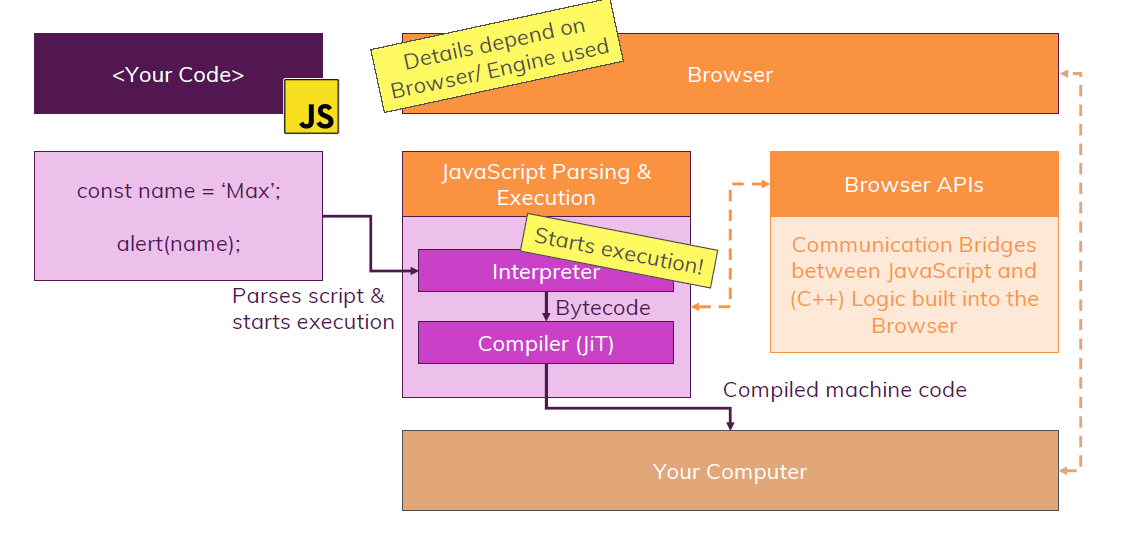 <Your Code>
JS
Details depend on
Browser/ Engine used
Browser
const name = ‘Max’;
alert(name);
Parses script &
starts execution
JavaScript Parsing &
Execution
Starts execution!
Interpreter
Bytecode
Compiler (JiT)
Browser APIs
Communication Bridges
between JavaScript and
(C++) Logic built into the
Browser
Compiled machine code
Your Computer